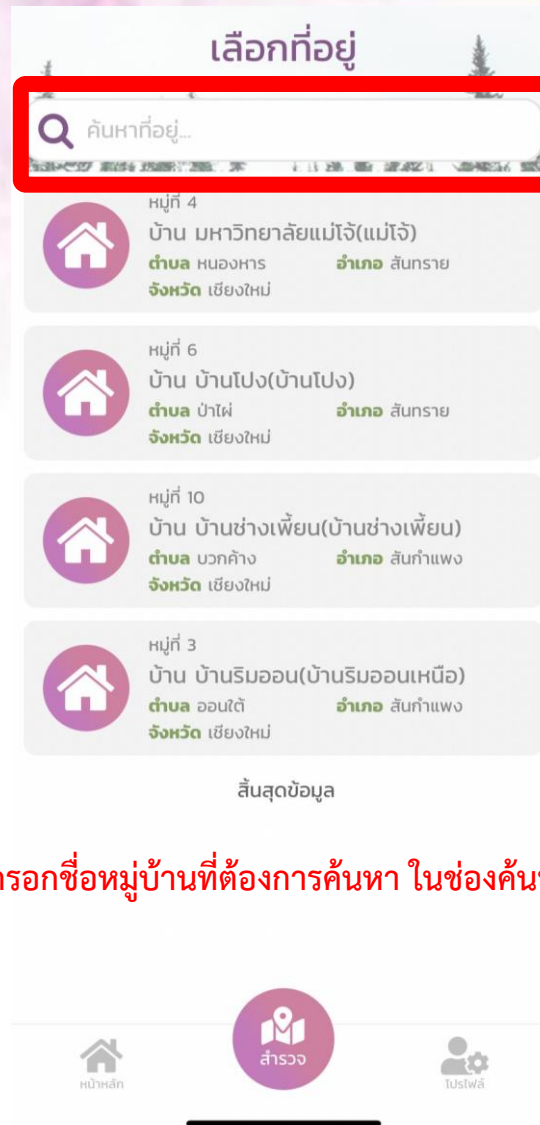 เลือกที่อยู่
ค้นหาที่อยู่...
หมู่ที่ 4
บ้าน มหาวิทยาลัยแม่โจ้(แม่โจ้)
ตำบล หนองหาร อำเภอ สันทราย
จังหวัด เชียงใหม่
หมู่ที่ 6
บ้าน บ้านโปง(บ้านโปง)
ตำบล ป่าไผ่ อำเภอ สันทราย
จังหวัด เชียงใหม่
หมู่ที่ 10
บ้าน บ้านช่างเพี้ยน(บ้านช่างเพี้ยน)
ตำบล บวกค้าง อำเภอ สันกำแพง
จังหวัด เชียงใหม่
หมู่ที่ 3
บ้าน บ้านริมออน(บ้านริมออนเหนือ)
ตำบล ออนใต้ อำเภอ สันกำแพง
จังหวัด เชียงใหม่
สิ้นสุดข้อมูล
กรอกชื่อหมู่บ้านที่ต้องการค้นหา ในช่องค้น
สำรวจ
หน้าหลัก
โปรไฟล์